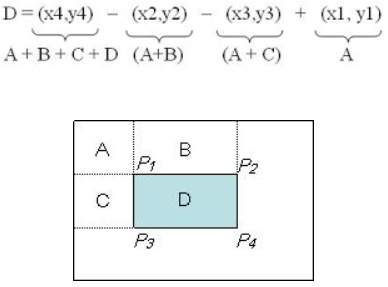 D = (x4,y4) − (x2,y2) − (x3,y3) + (x1, y1)
A + B + C + D (A+B) (A + C) A
A B
P1 P2
C D
P3 P4